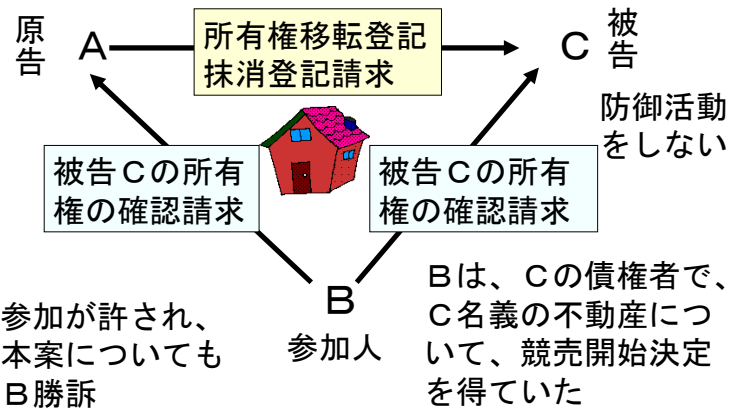 原告
A
所有権移転登記
抹消登記請求
C
被告
防御活動
をしない
被告Cの所有
権の確認請求
被告Cの所有
権の確認請求
B
参加人
参加が許され、
本案についても
B勝訴
Bは、Cの債権者で、
C名義の不動産につ
いて、競売開始決定
を得ていた